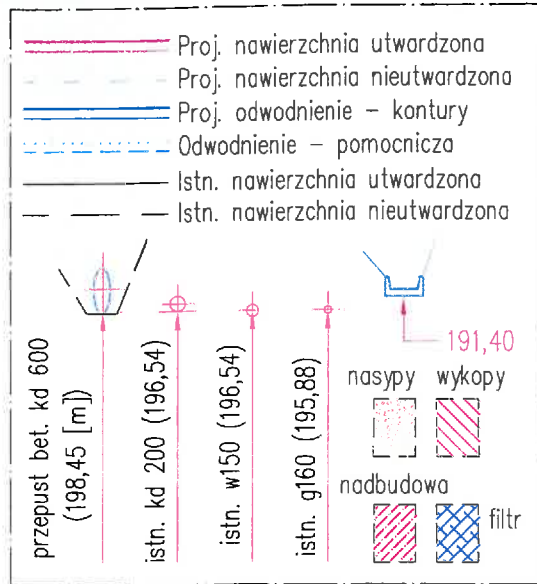 Proj. nawierzchnia utwardzona
Proj. nawierzchnia nieutwardzona
Proj. odwodnienie – kontury
Odwodnienie – pomocnicza
Istn. nawierzchnia utwardzona
Istn. nawierzchnia nieutwardzona
przepust bet. kd 600
(198,45 [m])
istn. kd 200 (196,54)
istn. w150 (196,54)
istn. g160 (195,88)
191,40
nasypy wykopy
nadbudowa
filtr